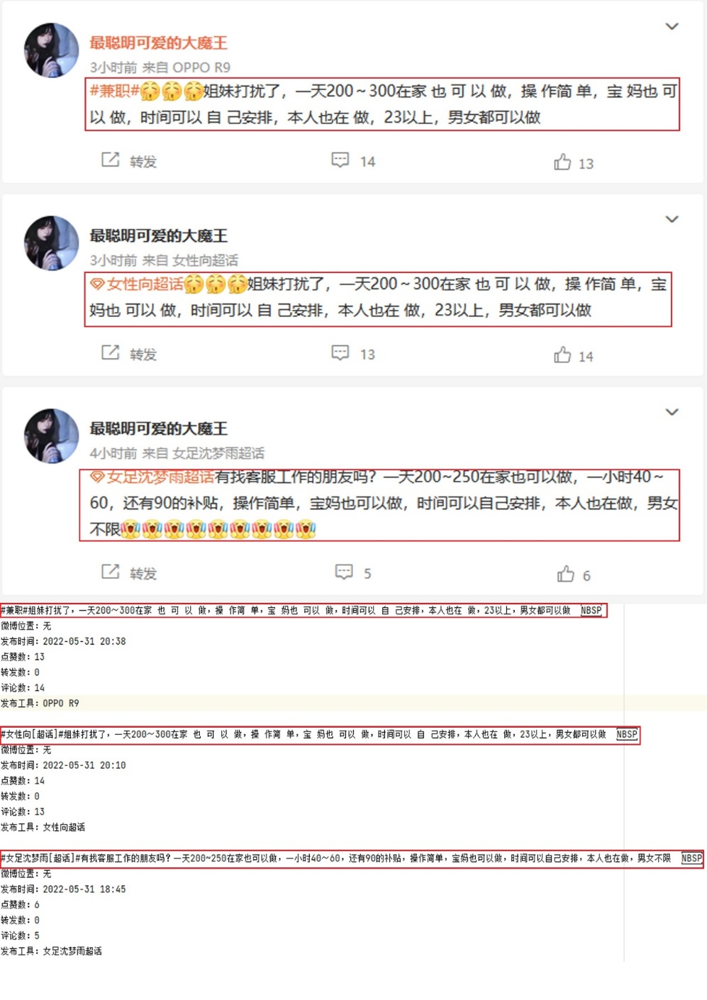 最聪明可爱的大魔王
3小时前 来自 OPPO R9
#兼职#姐妹打扰了，一天200～300在家 也 可 以 做，操 作简 单，宝 妈也 可
以 做，时间可以 自 己安排，本人也在 做，23以上，男女都可以做
转发 14 13
最聪明可爱的大魔王
3小时前 来自 女性向超话
女性向超话姐妹打扰了，一天200～300在家 也 可 以 做，操 作简 单，宝
妈也 可以 做，时间可以 自 己安排，本人也在 做，23以上，男女都可以做
转发 13 14
最聪明可爱的大魔王
4小时前 来自 女足沈梦雨超话
女足沈梦雨超话有找客服工作的朋友吗？一天200~250在家也可以做，一小时40～
60，还有90的补贴，操作简单，宝妈也可以做，时间可以自己安排，本人也在做，男女
不限
转发 5 6
#兼职#姐妹打扰了，一天200～300在家 也 可 以 做，操 作简 单，宝 妈也 可以 做，时间可以 自 己安排，本人也在 做，23以上，男女都可以做 NBSP
微博位置：无
发布时间：2022-05-31 20:38
点赞数：13
转发数：0
评论数：14
发布工具：OPPO R9
#女性向[超话]#姐妹打扰了，一天200～300在家 也 可 以 做，操 作简 单，宝 妈也 可以 做，时间可以 自 己安排，本人也在 做，23以上，男女都可以做 NBSP
微博位置：无
发布时间：2022-05-31 20:10
点赞数：14
转发数：0
评论数：13
发布工具：女性向超话
#女足沈梦雨[超话]#有找客服工作的朋友吗？一天200~250在家也可以做，一小时40～60，还有90的补贴，操作简单，宝妈也可以做，时间可以自己安排，本人也在做，男女不限 NBSP
微博位置：无
发布时间：2022-05-31 18:45
点赞数：6
转发数：0
评论数：5
发布工具：女足沈梦雨超话